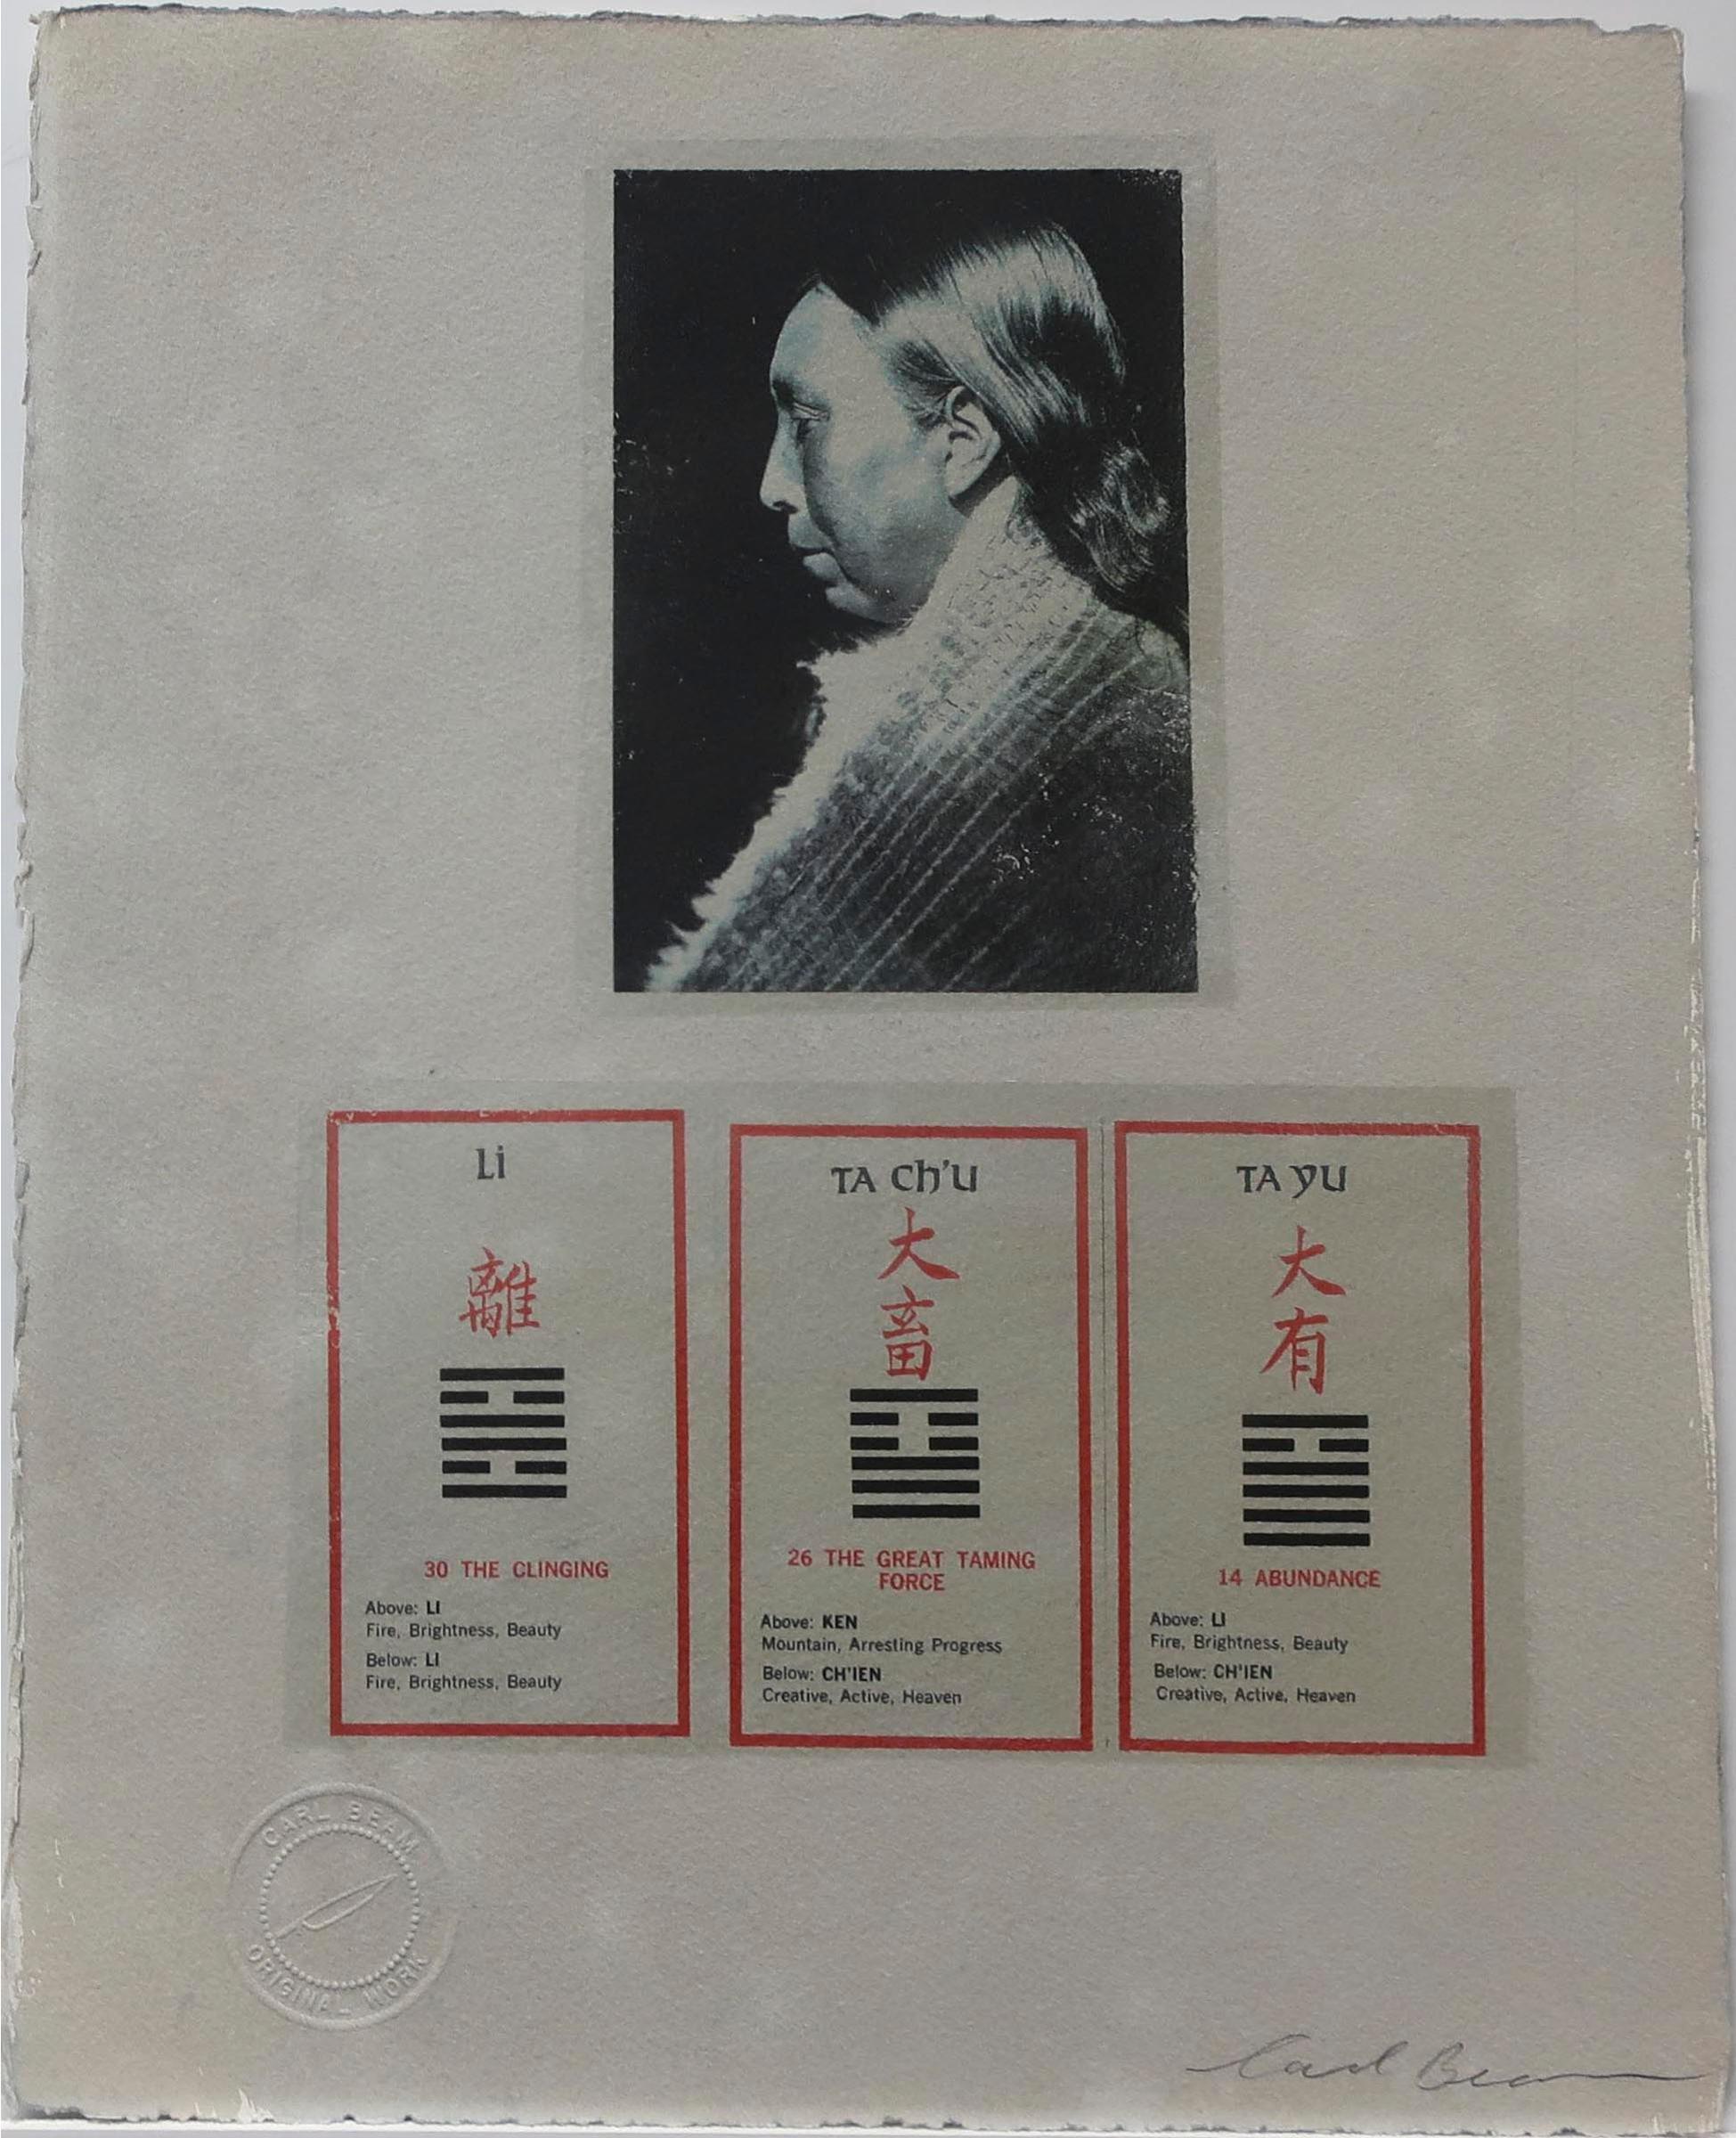 Li
離
30 THE CLINGING
Above: LI
Fire, Brightness, Beauty
Below: LI
Fire, Brightness, Beauty
TA Ch'u
大
畜
26 THE GREAT TAMING
FORCE
Above: KEN
Mountain, Arresting Progress
Below: CH'IEN
Creative, Active, Heaven
TA yu
大
有
14 ABUNDANCE
Above: LI
Fire, Brightness, Beauty
Below: CH'IEN
Creative, Active, Heaven
CARL BEAM
ORIGINAL WORK
Carl Beam